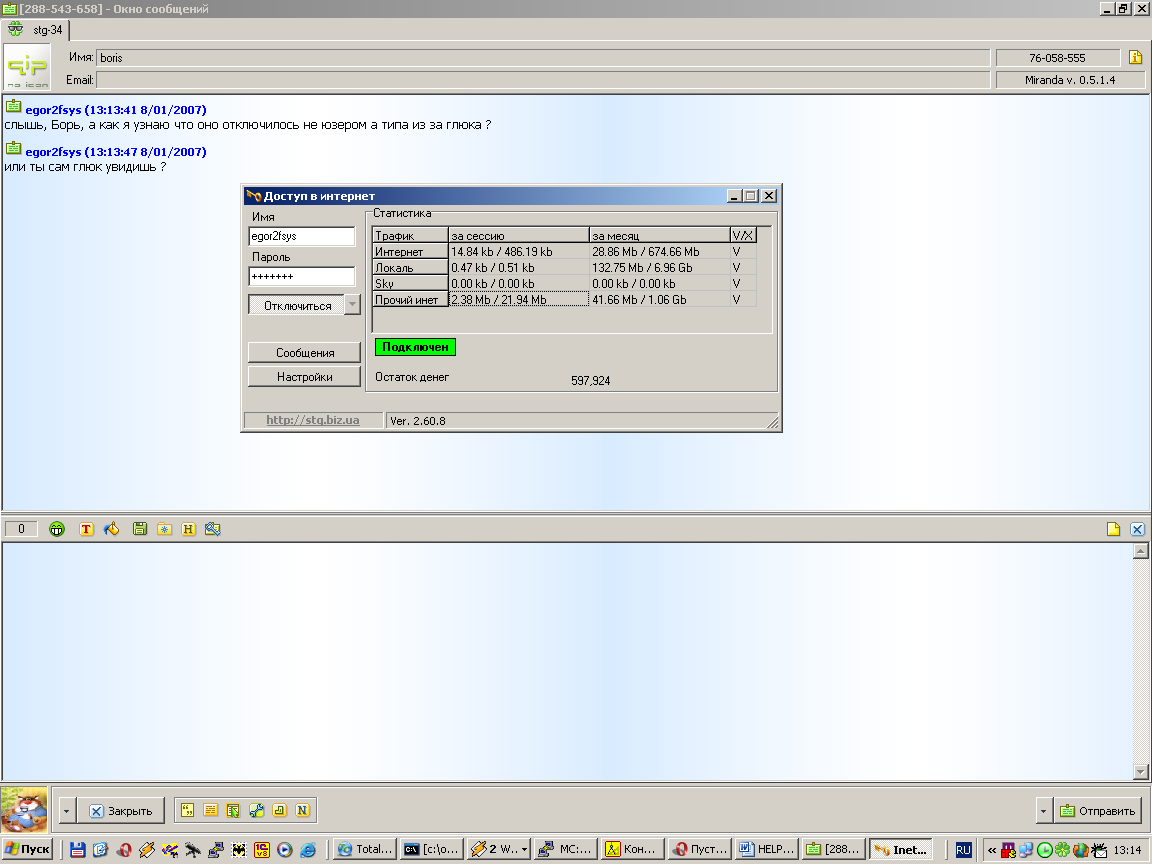 [288-543-658] - Окно сообщений
stg-34
qip
no icon
Имя: boris 76-058-555
Email: Miranda v. 0.5.1.4
egor2fsys (13:13:41 8/01/2007)
слышь, Борь, а как я узнаю что оно отключилось не юзером а типа из за глюка ?
egor2fsys (13:13:47 8/01/2007)
или ты сам глюк увидишь ?
Доступ в интернет
Имя
egor2fsys
Пароль
+++++++
Отключиться
Сообщения
Настройки
Статистика
Трафик за сессию за месяц V/X
Интернет 14.84 kb / 486.19 kb 28.86 Mb / 674.66 Mb V
Локаль 0.47 kb / 0.51 kb 132.75 Mb / 6.96 Gb V
Sky 0.00 kb / 0.00 kb 0.00 kb / 0.00 kb V
Прочий инет 2.38 Mb / 21.94 Mb 41.66 Mb / 1.06 Gb V
Подключен
Остаток денег 597,924
http://stg.biz.ua Ver. 2.60.8
0 T H
Закрыть N Отправить
Пуск Total... [c:\o... 2 W... MC:... Кон... Пуст... HELP... [288... Inet... RU « 13:14